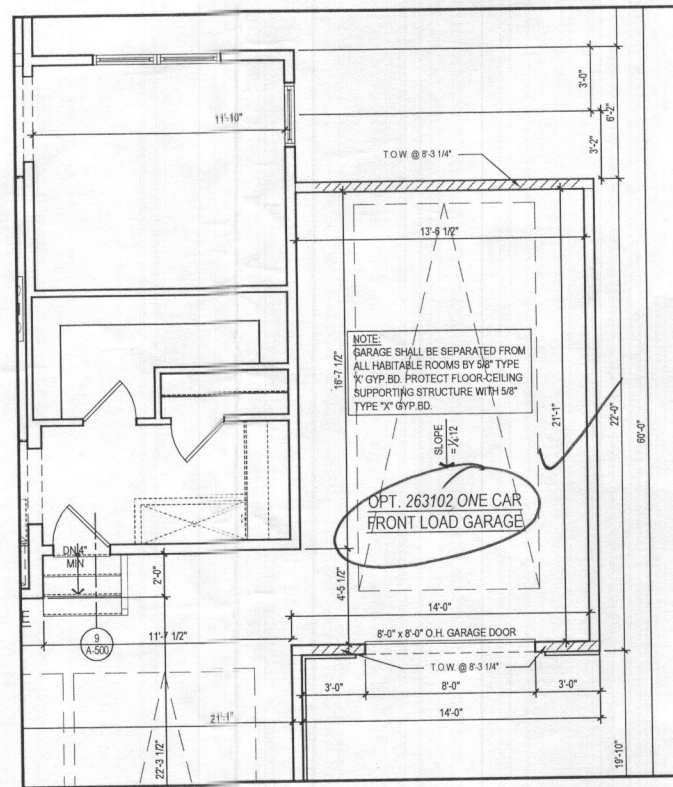 3'-0"
6'-2"
11'-10"
3'-2"
T.O.W. @ 8'-3 1/4"
13'-6 1/2"
NOTE:
GARAGE SHALL BE SEPARATED FROM
ALL HABITABLE ROOMS BY 5/8" TYPE
'X' GYP.BD. PROTECT FLOOR-CEILING
SUPPORTING STRUCTURE WITH 5/8"
TYPE "X" GYP.BD.
16'-7 1/2"
21'-1"
22'-0"
60'-0"
SLOPE
= 1/4:12
OPT. 263102 ONE CAR
FRONT LOAD GARAGE
DN 4"
MIN
2'-0"
4'-5 1/2"
14'-0"
E
9
A-500
11'-7 1/2"
8'-0" x 8'-0" O.H. GARAGE DOOR
T.O.W. @ 8'-3 1/4"
3'-0"
8'-0"
3'-0"
21'-1"
14'-0"
22'-3 1/2"
19'-10"